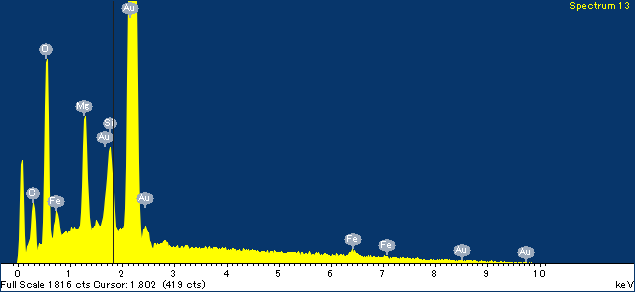 Spectrum 13
Au
O
Mg
Si
Au
C
Fe
Au
Fe
Fe
Au
Au
0 1 2 3 4 5 6 7 8 9 10
Full Scale 1816 cts Cursor: 1.802 (419 cts) keV